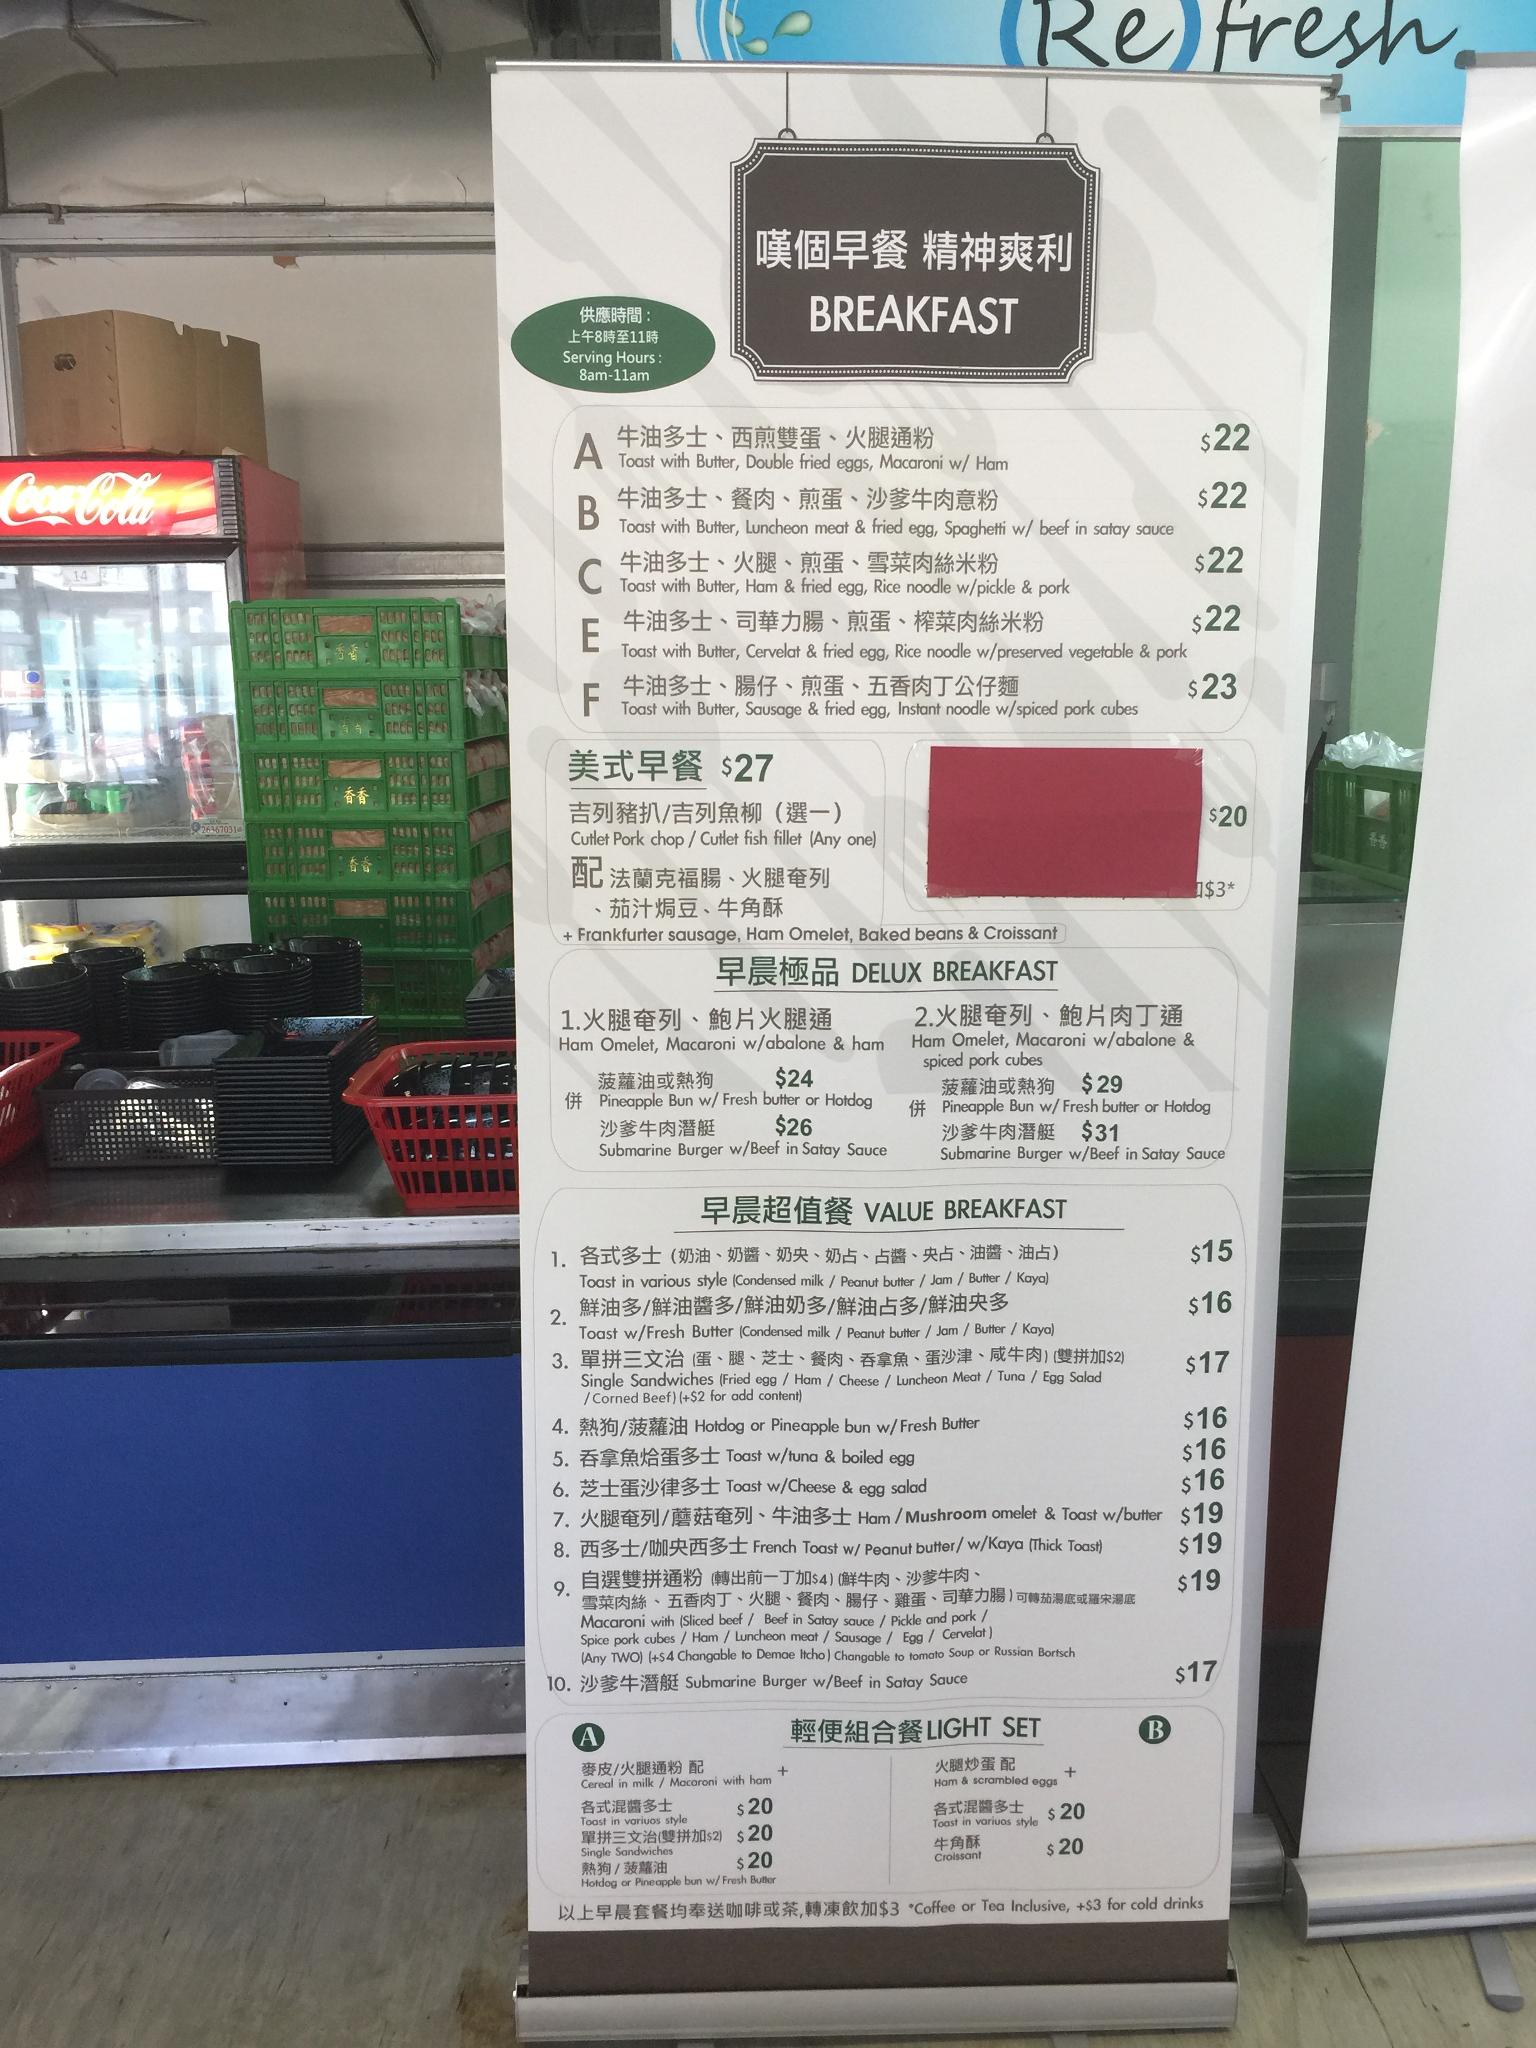 Re fresh
嘆個早餐 精神爽利
BREAKFAST
供應時間：
上午8時至11時
Serving Hours :
8am-11am
A 牛油多士、西煎雙蛋、火腿通粉 $22
Toast with Butter, Double fried eggs, Macaroni w/ Ham
B 牛油多士、餐肉、煎蛋、沙爹牛肉意粉 $22
Toast with Butter, Luncheon meat & fried egg, Spaghetti w/ beef in satay sauce
C 牛油多士、火腿、煎蛋、雪菜肉絲米粉 $22
Toast with Butter, Ham & fried egg, Rice noodle w/pickle & pork
E 牛油多士、司華力腸、煎蛋、榨菜肉絲米粉 $22
Toast with Butter, Cervelat & fried egg, Rice noodle w/preserved vegetable & pork
F 牛油多士、腸仔、煎蛋、五香肉丁公仔麵 $23
Toast with Butter, Sausage & fried egg, Instant noodle w/spiced pork cubes
美式早餐 $27
吉列豬扒/吉列魚柳（選一）
Cutlet Pork chop / Cutlet fish fillet (Any one)
配 法蘭克福腸、火腿奄列
、茄汁焗豆、牛角酥
+ Frankfurter sausage, Ham Omelet, Baked beans & Croissant
$20
$3*
早晨極品 DELUX BREAKFAST
1.火腿奄列、鮑片火腿通
Ham Omelet, Macaroni w/abalone & ham
併
菠蘿油或熱狗 $24
Pineapple Bun w/ Fresh butter or Hotdog
沙爹牛肉潛艇 $26
Submarine Burger w/Beef in Satay Sauce
2.火腿奄列、鮑片肉丁通
Ham Omelet, Macaroni w/abalone &
spiced pork cubes
併
菠蘿油或熱狗 $29
Pineapple Bun w/ Fresh butter or Hotdog
沙爹牛肉潛艇 $31
Submarine Burger w/Beef in Satay Sauce
早晨超值餐 VALUE BREAKFAST
1. 各式多士（奶油、奶醬、奶央、奶占、占醬、央占、油醬、油占） $15
Toast in various style (Condensed milk / Peanut butter / Jam / Butter / Kaya)
2. 鮮油多/鮮油醬多/鮮油奶多/鮮油占多/鮮油央多 $16
Toast w/Fresh Butter (Condensed milk / Peanut butter / Jam / Butter / Kaya)
3. 單拼三文治 (蛋、腿、芝士、餐肉、吞拿魚、蛋沙津、咸牛肉) (雙拼加$2) $17
Single Sandwiches (Fried egg / Ham / Cheese / Luncheon Meat / Tuna / Egg Salad
/ Corned Beef) (+$2 for add content)
4. 熱狗/菠蘿油 Hotdog or Pineapple bun w/Fresh Butter $16
5. 吞拿魚烚蛋多士 Toast w/tuna & boiled egg $16
6. 芝士蛋沙律多士 Toast w/Cheese & egg salad $16
7. 火腿奄列/蘑菇奄列、牛油多士 Ham / Mushroom omelet & Toast w/butter $19
8. 西多士/咖央西多士 French Toast w/ Peanut butter/ w/Kaya (Thick Toast) $19
9. 自選雙拼通粉 (轉出前一丁加$4) (鮮牛肉、沙爹牛肉、 $19
雪菜肉絲、五香肉丁、火腿、餐肉、腸仔、雞蛋、司華力腸) 可轉茄湯底或羅宋湯底
Macaroni with (Sliced beef / Beef in Satay sauce / Pickle and pork /
Spice pork cubes / Ham / Luncheon meat / Sausage / Egg / Cervelat )
(Any TWO) (+$4 Changable to Demae Itcho ) Changable to tomato Soup or Russian Bortsch
10. 沙爹牛潛艇 Submarine Burger w/Beef in Satay Sauce $17
輕便組合餐LIGHT SET
A
麥皮/火腿通粉 配 +
Cereal in milk / Macaroni with ham
各式混醬多士 $20
Toast in variuos style
單拼三文治(雙拼加$2) $20
Single Sandwiches
熱狗 / 菠蘿油 $20
Hotdog or Pineapple bun w/ Fresh Butter
B
火腿炒蛋 配 +
Ham & scrambled eggs
各式混醬多士 $20
Toast in variuos style
牛角酥 $20
Croissant
以上早晨套餐均奉送咖啡或茶,轉凍飲加$3 *Coffee or Tea Inclusive, +$3 for cold drinks
Coca-Cola
14
香香
香香
香香